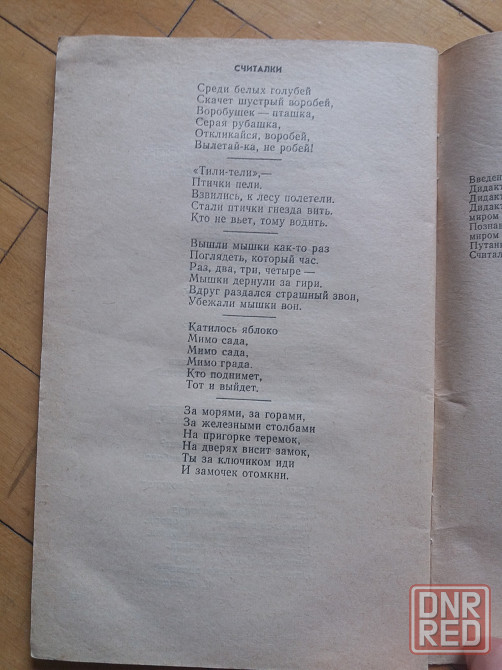 СЧИТАЛКИ
Среди белых голубей
Скачет шустрый воробей,
Воробушек — пташка,
Серая рубашка,
Откликайся, воробей,
Вылетай-ка, не робей!
«Тили-тели»,—
Птички пели.
Взвились, к лесу полетели.
Стали птички гнезда вить.
Кто не вьет, тому водить.
Вышли мышки как-то раз
Поглядеть, который час.
Раз, два, три, четыре —
Мышки дернули за гири.
Вдруг раздался страшный звон,
Убежали мышки вон.
Катилось яблоко
Мимо сада,
Мимо сада,
Мимо града.
Кто поднимет,
Тот и выйдет.
За морями, за горами,
За железными столбами
На пригорке теремок,
На дверях висит замок,
Ты за ключиком иди
И замочек отомкни.
Введен
Дидакт
Дидакт
Дидакт
миром
Познав
миром
Путан
Считал
DNR
RED